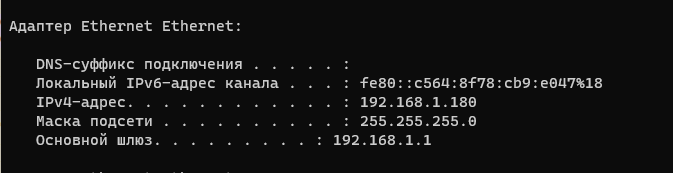 Адаптер Ethernet Ethernet:
DNS-суффикс подключения . . . . . :
Локальный IPv6-адрес канала . . . : fe80::c564:8f78:cb9:e047%18
IPv4-адрес. . . . . . . . . . . . : 192.168.1.180
Маска подсети . . . . . . . . . . : 255.255.255.0
Основной шлюз. . . . . . . . . : 192.168.1.1